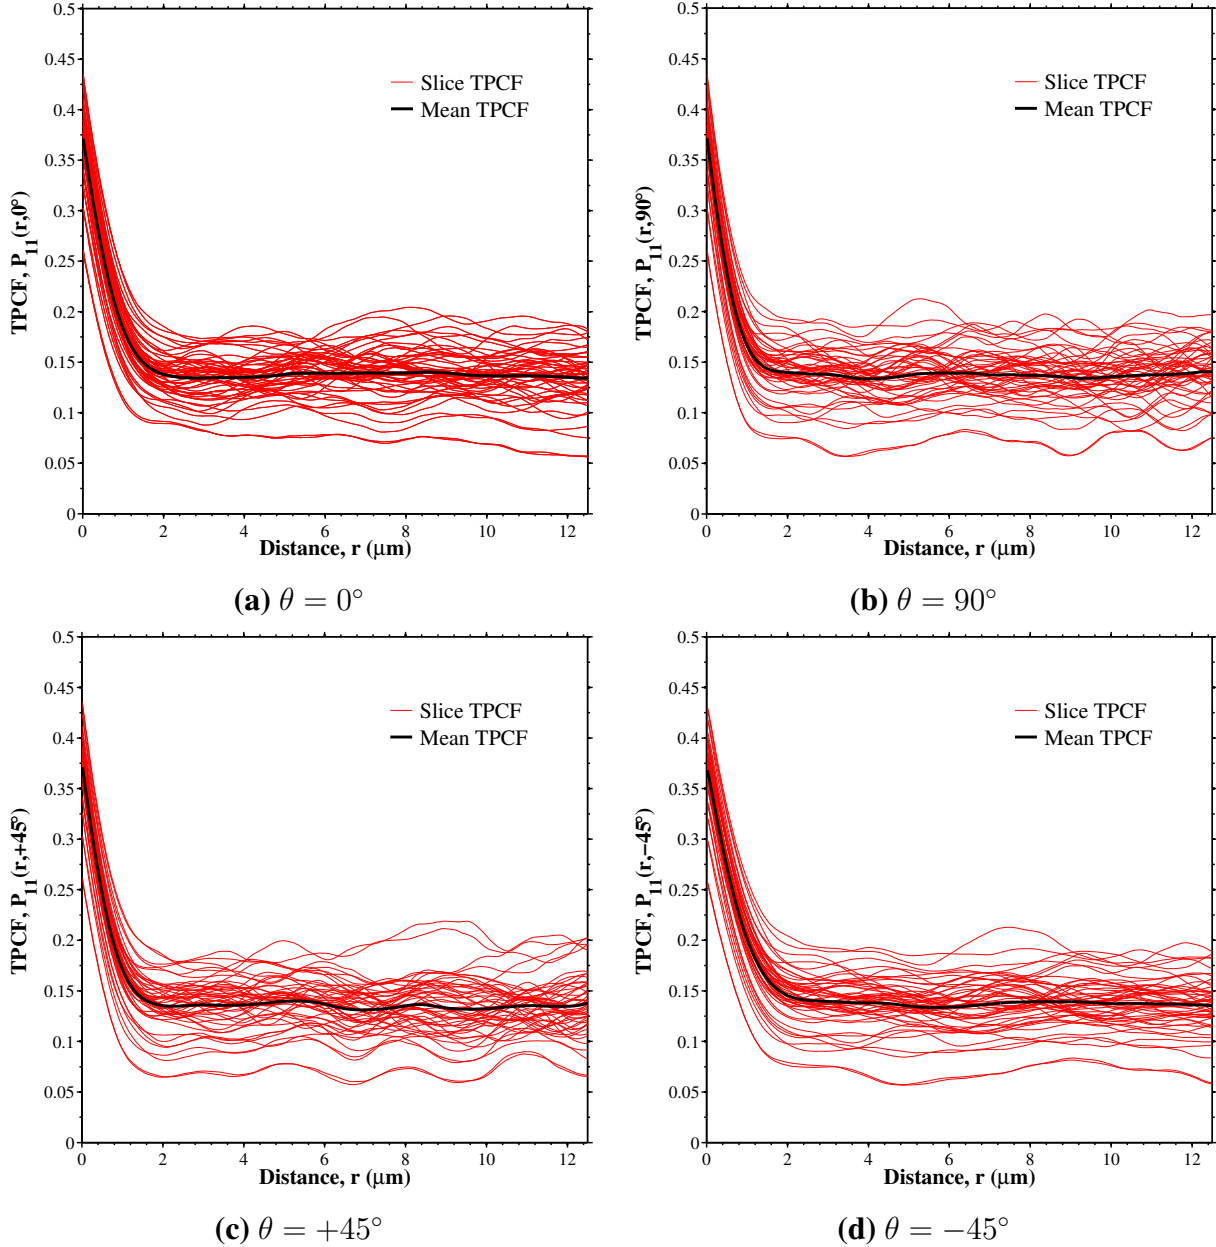 0.5
0.45
0.4
0.35
0.3
0.25
0.2
0.15
0.1
0.05
0
TPCF, P11(r,0°)
Slice TPCF
Mean TPCF
0 2 4 6 8 10 12
Distance, r (μm)
(a) θ = 0°
0.5
0.45
0.4
0.35
0.3
0.25
0.2
0.15
0.1
0.05
0
TPCF, P11(r,90°)
Slice TPCF
Mean TPCF
0 2 4 6 8 10 12
Distance, r (μm)
(b) θ = 90°
0.5
0.45
0.4
0.35
0.3
0.25
0.2
0.15
0.1
0.05
0
TPCF, P11(r,+45°)
Slice TPCF
Mean TPCF
0 2 4 6 8 10 12
Distance, r (μm)
(c) θ = +45°
0.5
0.45
0.4
0.35
0.3
0.25
0.2
0.15
0.1
0.05
0
TPCF, P11(r,−45°)
Slice TPCF
Mean TPCF
0 2 4 6 8 10 12
Distance, r (μm)
(d) θ = −45°